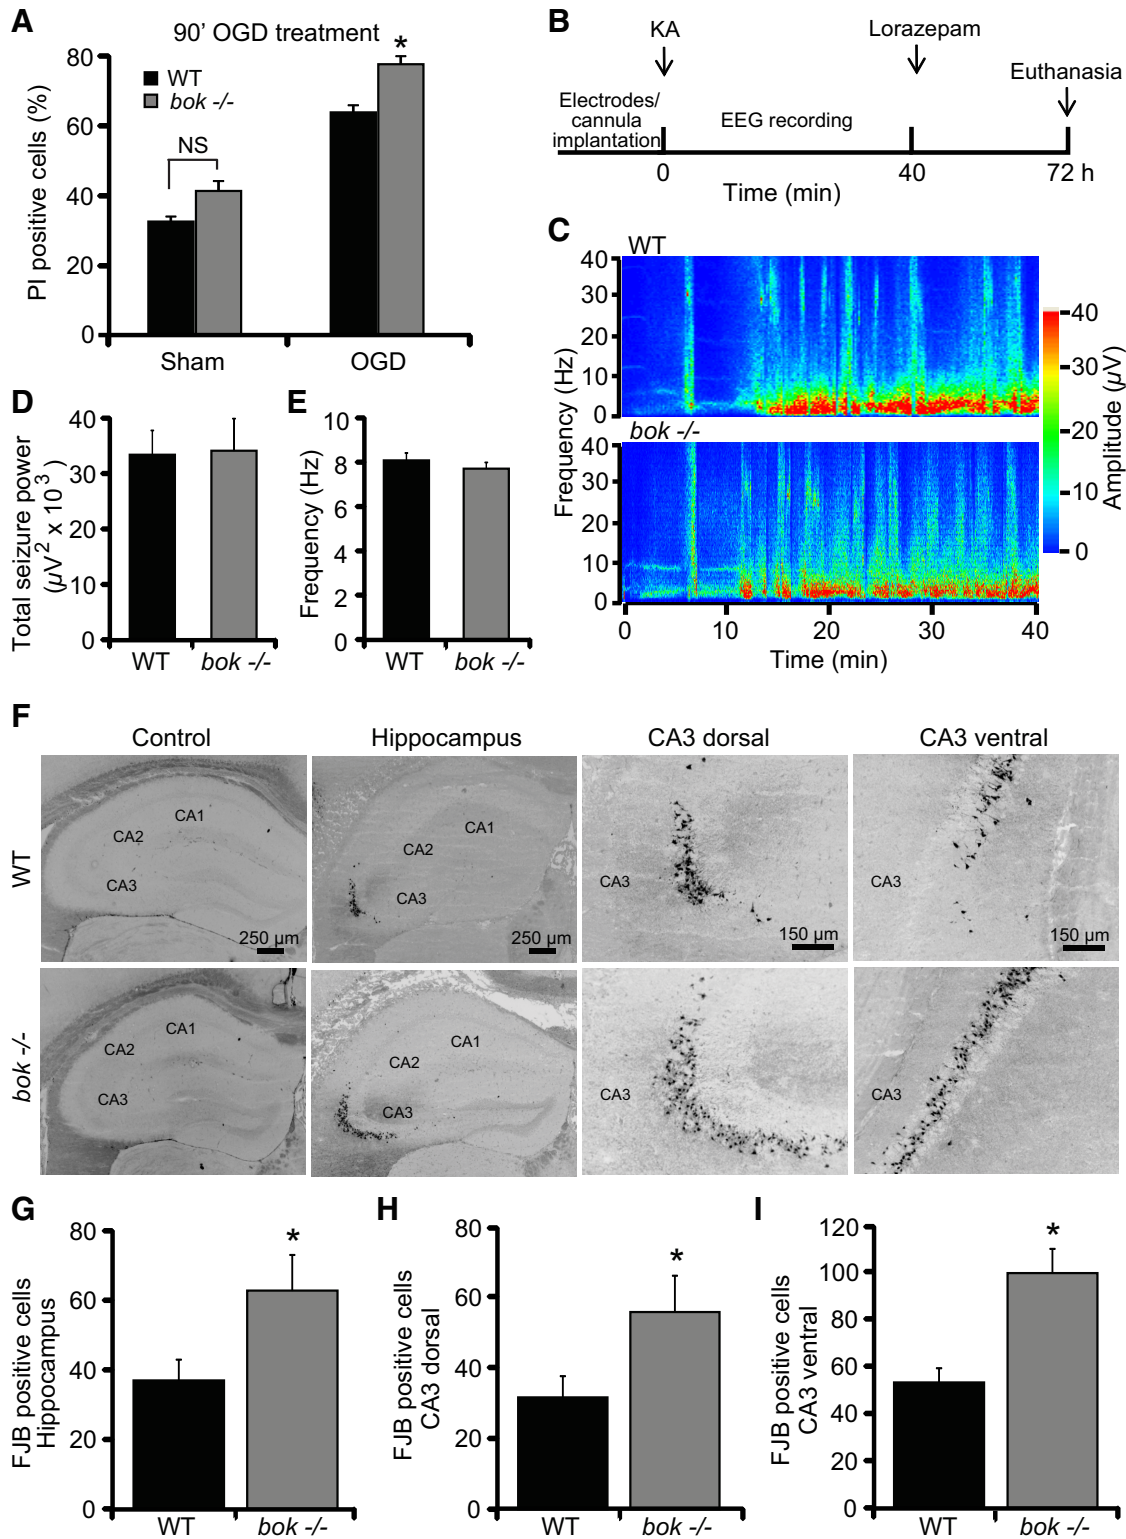 A
90’ OGD treatment
*
PI positive cells (%)
80
60
40
20
0
WT
bok -/-
NS
Sham
OGD
B
KA
Lorazepam
Euthanasia
Electrodes/
cannula
implantation
EEG recording
0
40
72 h
Time (min)
C
WT
Frequency (Hz)
40
30
20
10
0
bok -/-
Frequency (Hz)
40
30
20
10
0
0
10
20
30
40
Time (min)
40
30
20
10
0
Amplitude (µV)
D
Total seizure power
(µV² x 10³)
40
30
20
10
0
WT
bok -/-
E
Frequency (Hz)
10
8
6
4
2
0
WT
bok -/-
F
Control
Hippocampus
CA3 dorsal
CA3 ventral
WT
CA1
CA2
CA3
250 µm
CA1
CA2
CA3
250 µm
CA3
150 µm
CA3
150 µm
bok -/-
CA1
CA2
CA3
CA1
CA2
CA3
CA3
CA3
G
FJB positive cells
Hippocampus
80
60
40
20
0
*
WT
bok -/-
H
FJB positive cells
CA3 dorsal
80
60
40
20
0
*
WT
bok -/-
I
FJB positive cells
CA3 ventral
120
100
80
60
40
20
0
*
WT
bok -/-